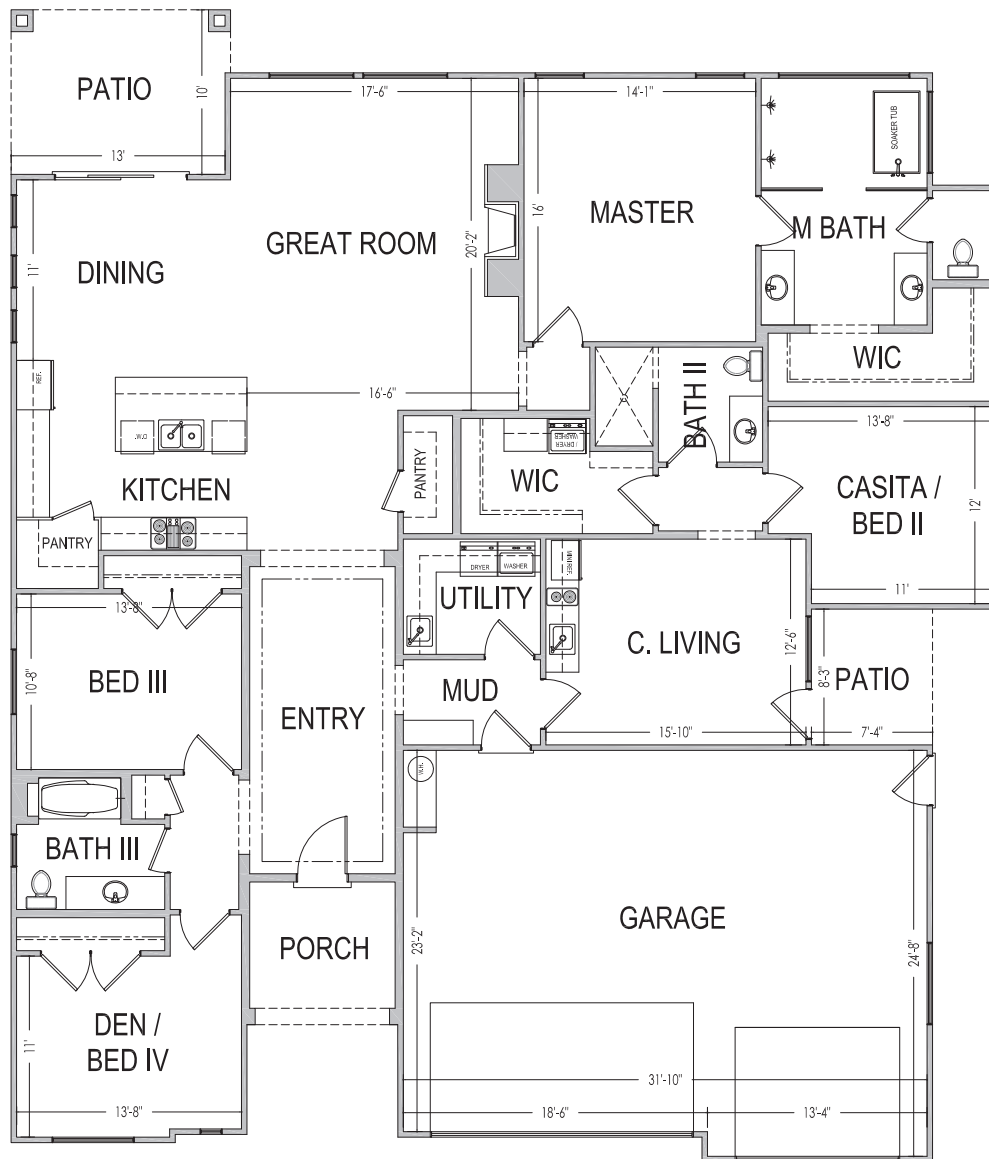 PATIO
10'
13'
17'-6"
14'-1"
SOAKER TUB
GREAT ROOM
20'-2"
16'
MASTER
M BATH
DINING
11'
REF.
16'-6"
WIC
BATH II
13'-8"
D.W.
KITCHEN
PANTRY
WASHER
/ DRYER
WIC
CASITA /
BED II
12'
11'
PANTRY
DRYER
WASHER
MINI REF.
UTILITY
13'-8"
10'-8"
BED III
ENTRY
MUD
C. LIVING
12'-6"
15'-10"
8'-3"
PATIO
7'-4"
W.H.
BATH III
PORCH
GARAGE
23'-2"
24'-8"
DEN /
BED IV
11'
13'-8"
31'-10"
18'-6"
13'-4"